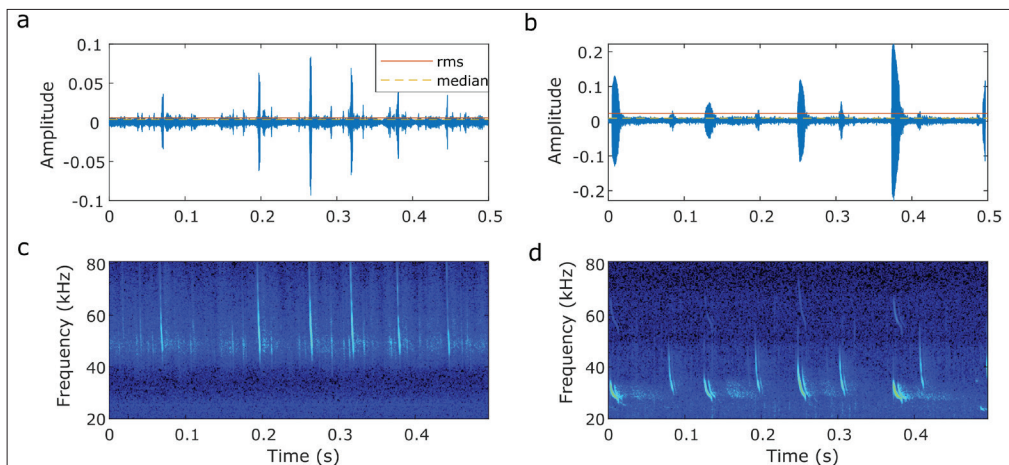 a
b
0.1
0.05
0
-0.05
-0.1
Amplitude
rms
median
0 0.1 0.2 0.3 0.4 0.5
0.2
0.1
0
-0.1
-0.2
Amplitude
0 0.1 0.2 0.3 0.4 0.5
c
80
60
40
20
Frequency (kHz)
0 0.1 0.2 0.3 0.4
Time (s)
d
80
60
40
20
Frequency (kHz)
0 0.1 0.2 0.3 0.4
Time (s)